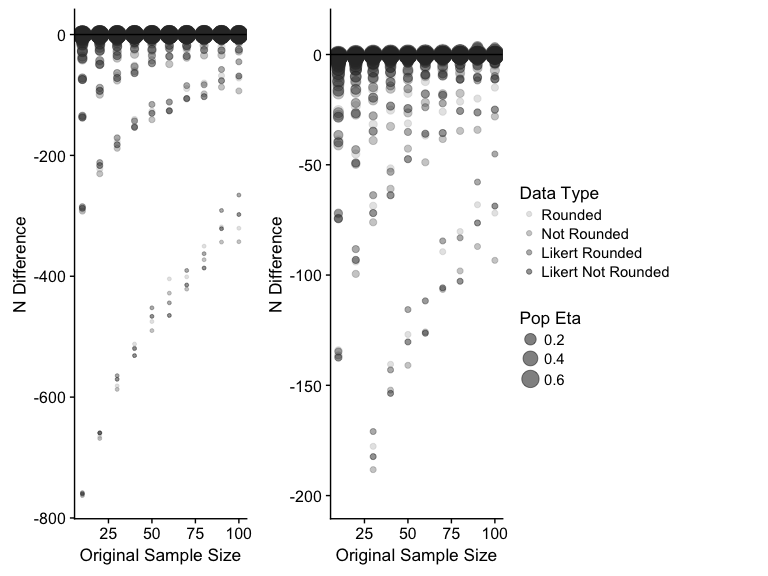 0
-200
-400
-600
-800
N Difference
25 50 75 100
Original Sample Size
0
-50
-100
-150
-200
N Difference
25 50 75 100
Original Sample Size
Data Type
Rounded
Not Rounded
Likert Rounded
Likert Not Rounded
Pop Eta
0.2
0.4
0.6